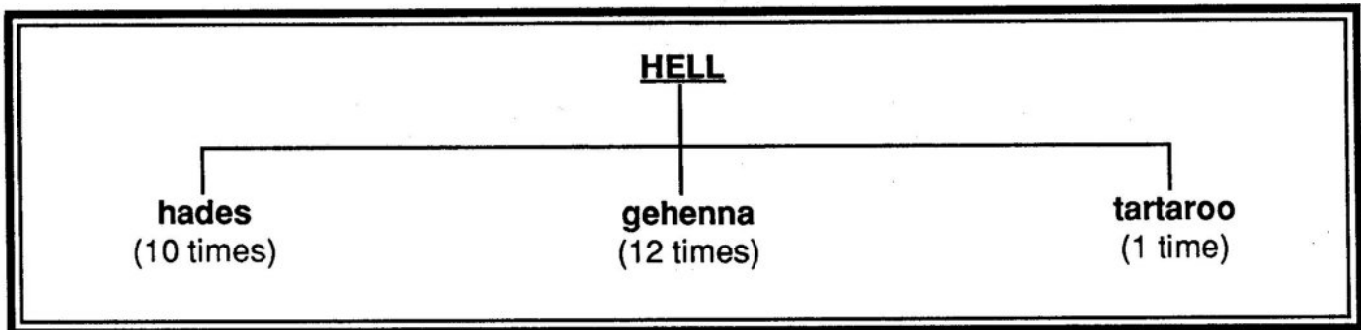 HELL
hades gehenna tartaroo
(10 times) (12 times) (1 time)